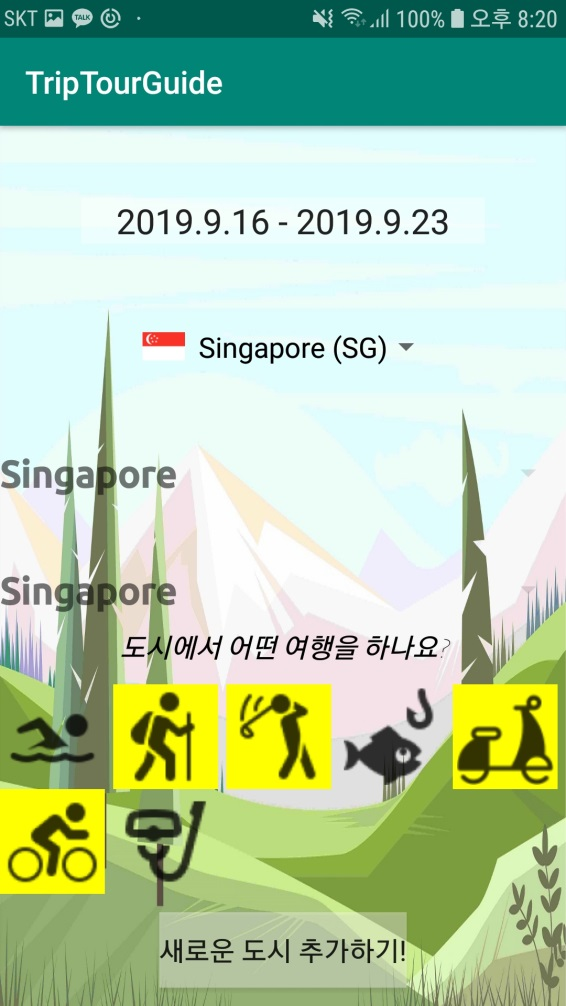 SKT TALK 100% 오후 8:20
TripTourGuide
2019.9.16 - 2019.9.23
Singapore (SG)
Singapore
Singapore
도시에서 어떤 여행을 하나요?
새로운 도시 추가하기!